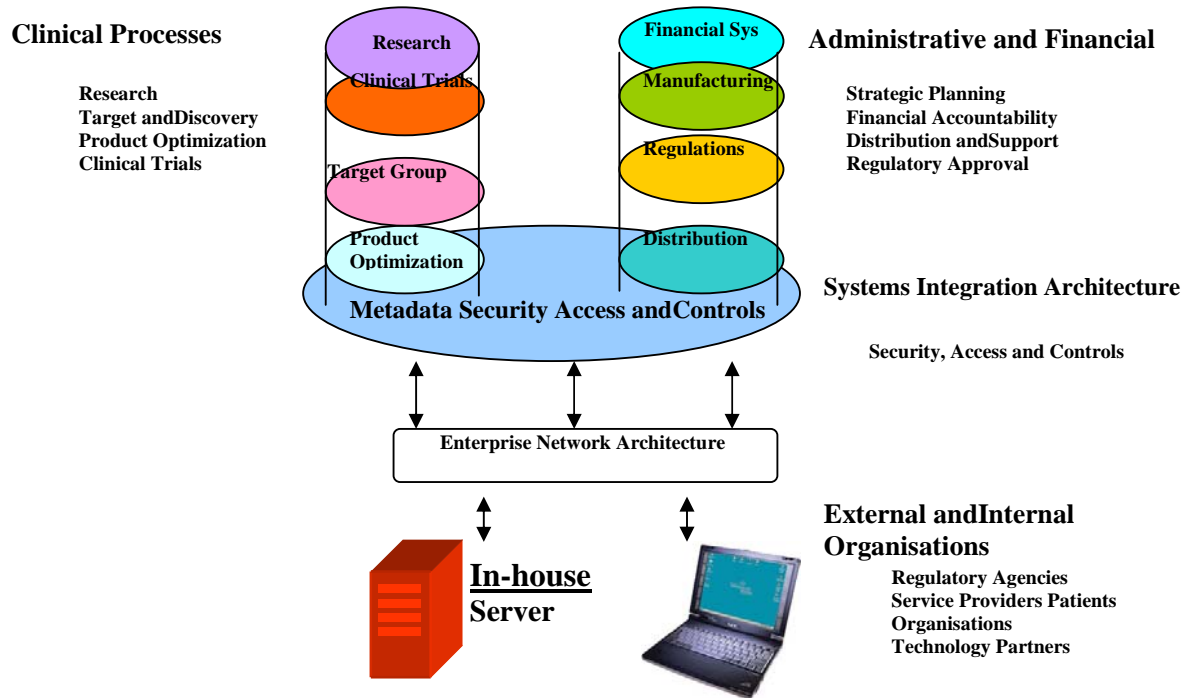 Clinical Processes
Research
Target andDiscovery
Product Optimization
Clinical Trials
Research
Clinical Trials
Target Group
Product
Optimization
Financial Sys
Manufacturing
Regulations
Distribution
Administrative and Financial
Strategic Planning
Financial Accountability
Distribution andSupport
Regulatory Approval
Metadata Security Access andControls
Systems Integration Architecture
Security, Access and Controls
Enterprise Network Architecture
In-house
Server
External andInternal
Organisations
Regulatory Agencies
Service Providers Patients
Organisations
Technology Partners